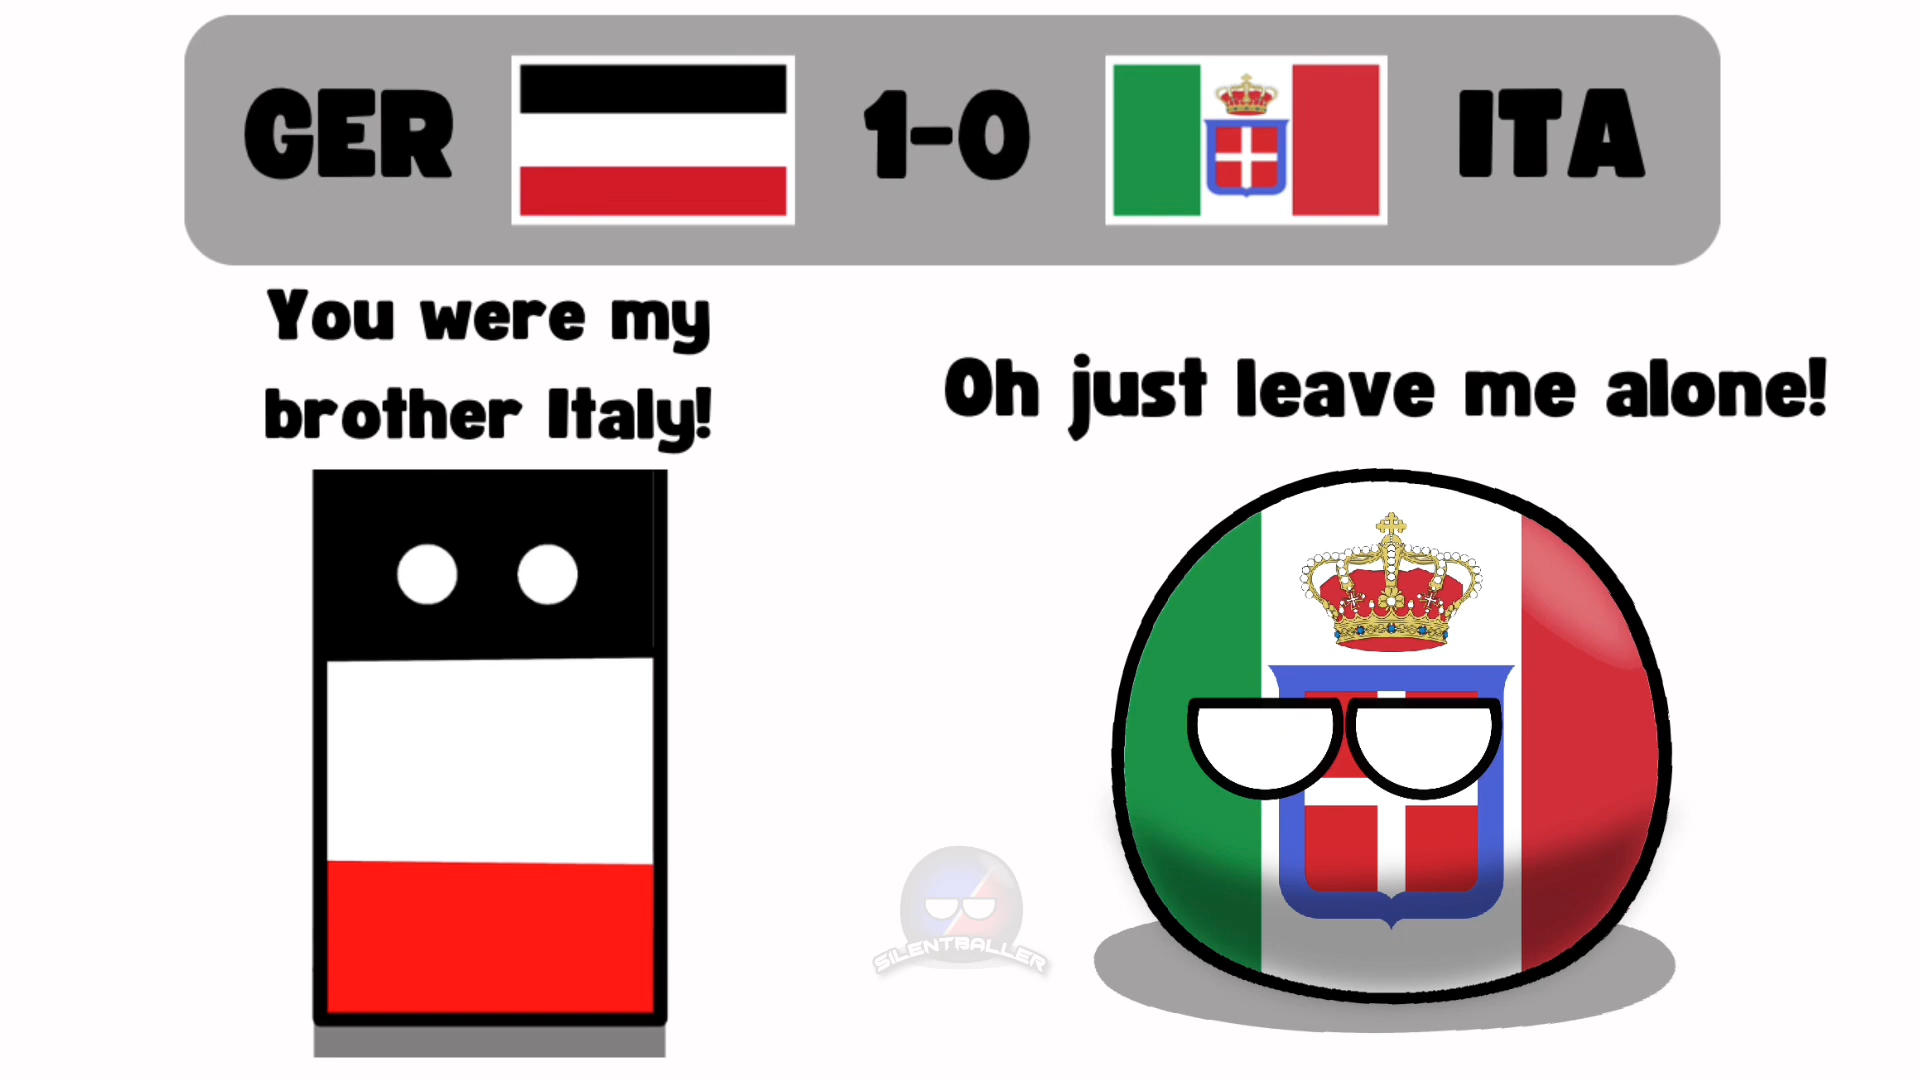 GER 1-0 ITA
You were my
brother Italy!
Oh just leave me alone!
SILENTBALLER